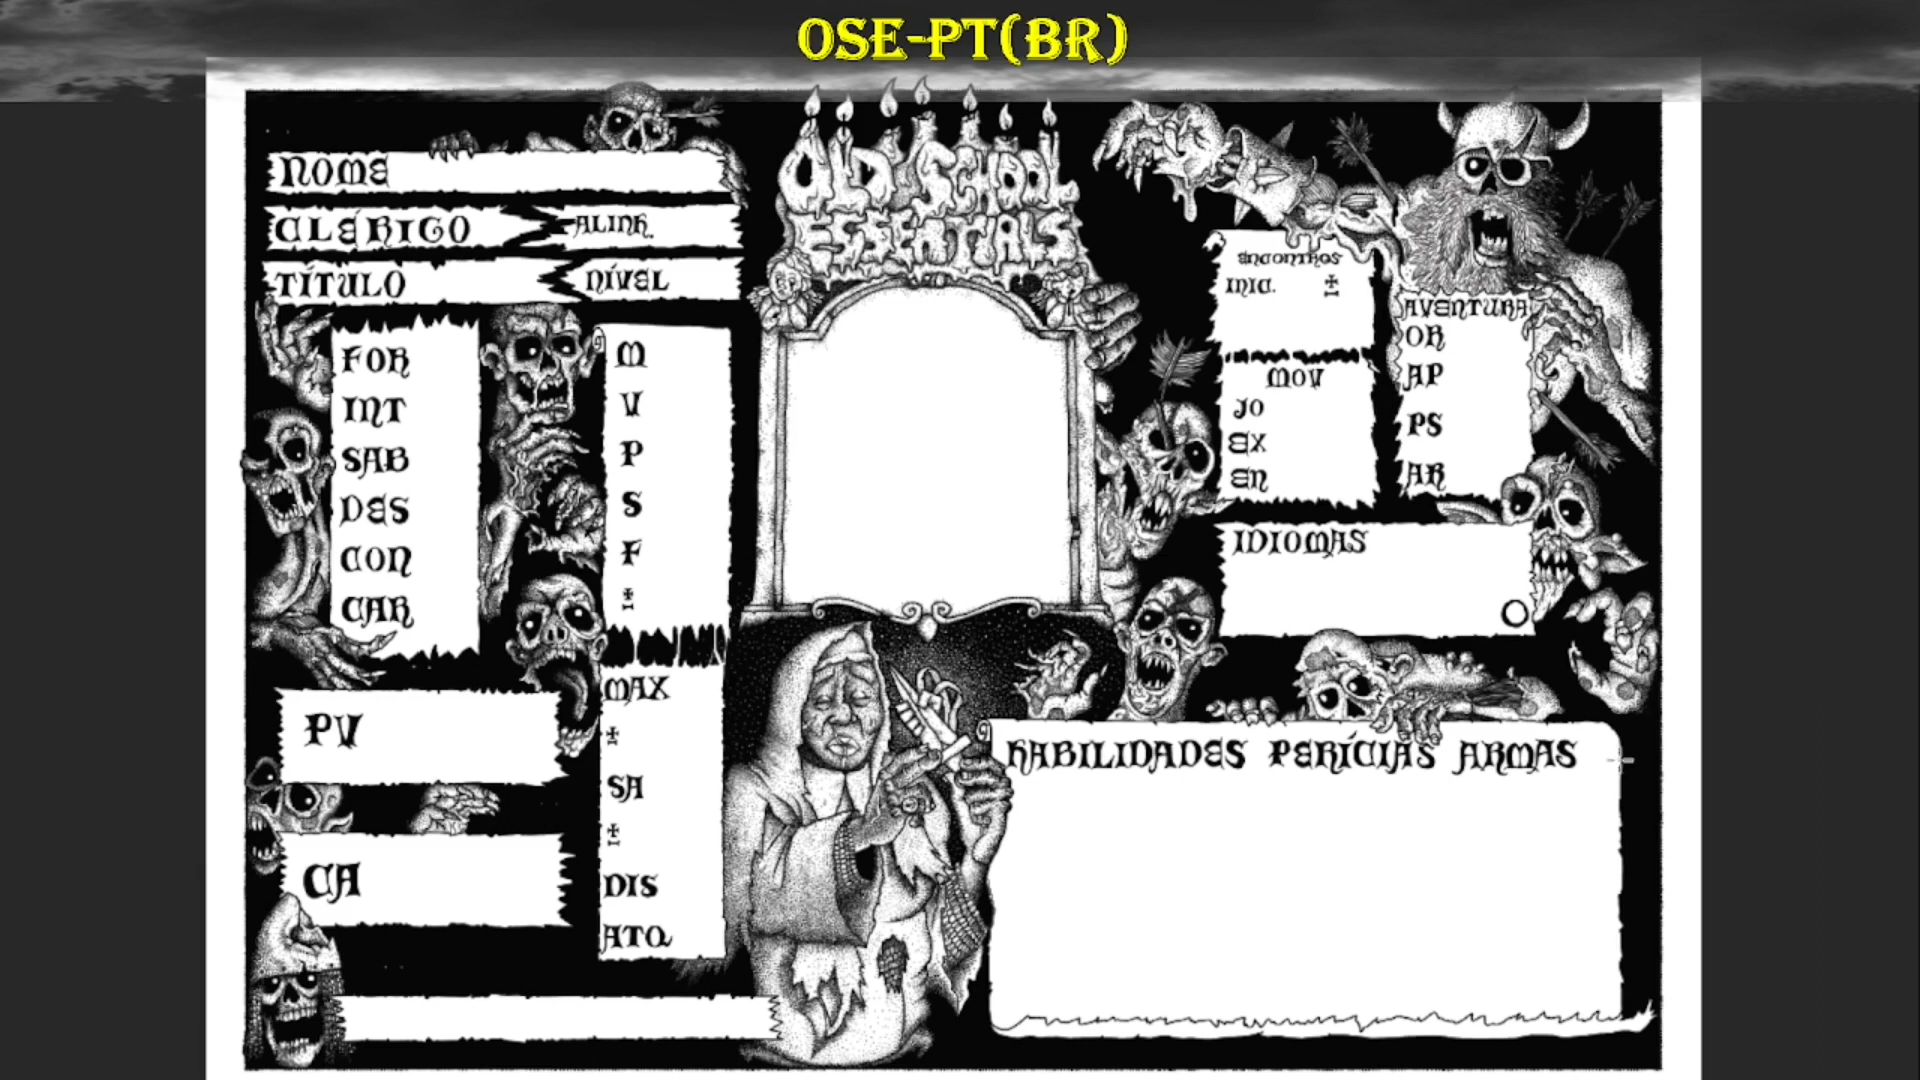 OSE-PT(BR)
NOME
CLÉRIGO
ALINH.
TÍTULO
NÍVEL
FOR
INT
SAB
DES
CON
CAR
M
V
P
S
F
±
PV
CA
MAX
±
SA
±
DIS
ATQ
OLD SCHOOL
ESSENTIALS
ENCONTROS
INIC. ±
MOV
JO
EX
EN
AVENTURA
OR
AP
PS
AR
IDIOMAS
HABILIDADES PERÍCIAS ARMAS